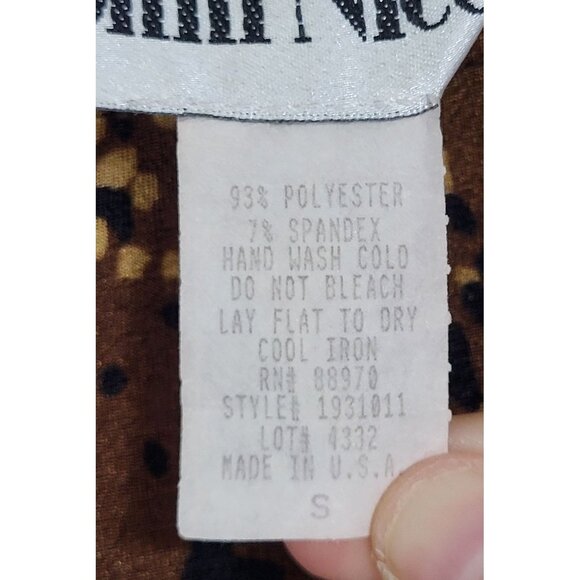 93% POLYESTER
7% SPANDEX
HAND WASH COLD
DO NOT BLEACH
LAY FLAT TO DRY
COOL IRON
RN# 88970
STYLE# 1931011
LOT# 4332
MADE IN U.S.A.
S